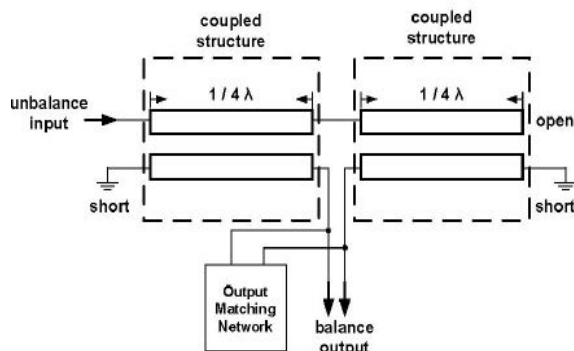 coupled
structure
coupled
structure
1 / 4 λ
1 / 4 λ
unbalance
input
open
short
short
Output
Matching
Network
balance
output